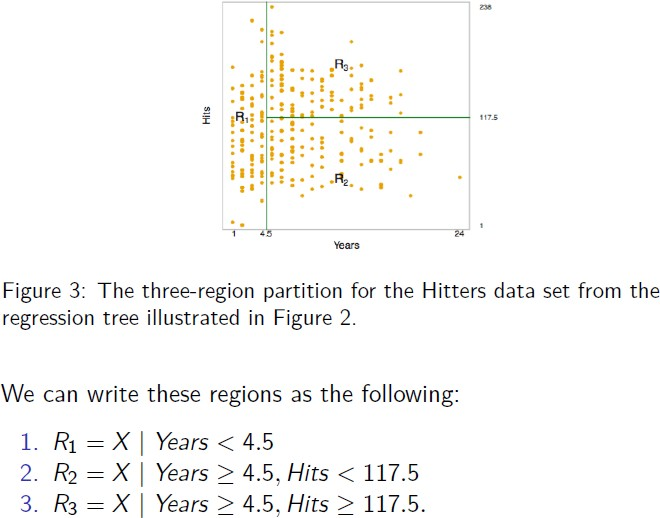 238
R3
Hits
R1
117.5
R2
1
1 4.5 24
Years
Figure 3: The three-region partition for the Hitters data set from the
regression tree illustrated in Figure 2.
We can write these regions as the following:
1. R₁ = X | Years < 4.5
2. R₂ = X | Years ≥ 4.5, Hits < 117.5
3. R₃ = X | Years ≥ 4.5, Hits ≥ 117.5.